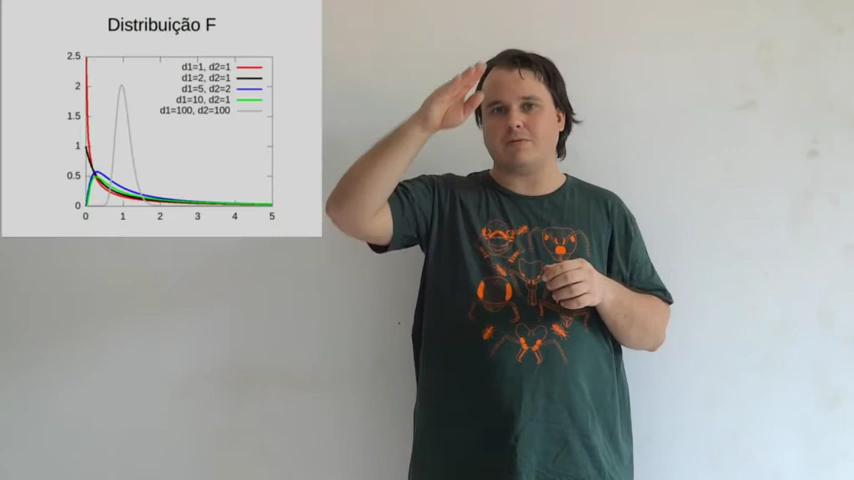 Distribuição F
2.5
2
1.5
1
0.5
0
0
1
2
3
4
5
d1=1, d2=1
d1=2, d2=1
d1=5, d2=2
d1=10, d2=1
d1=100, d2=100